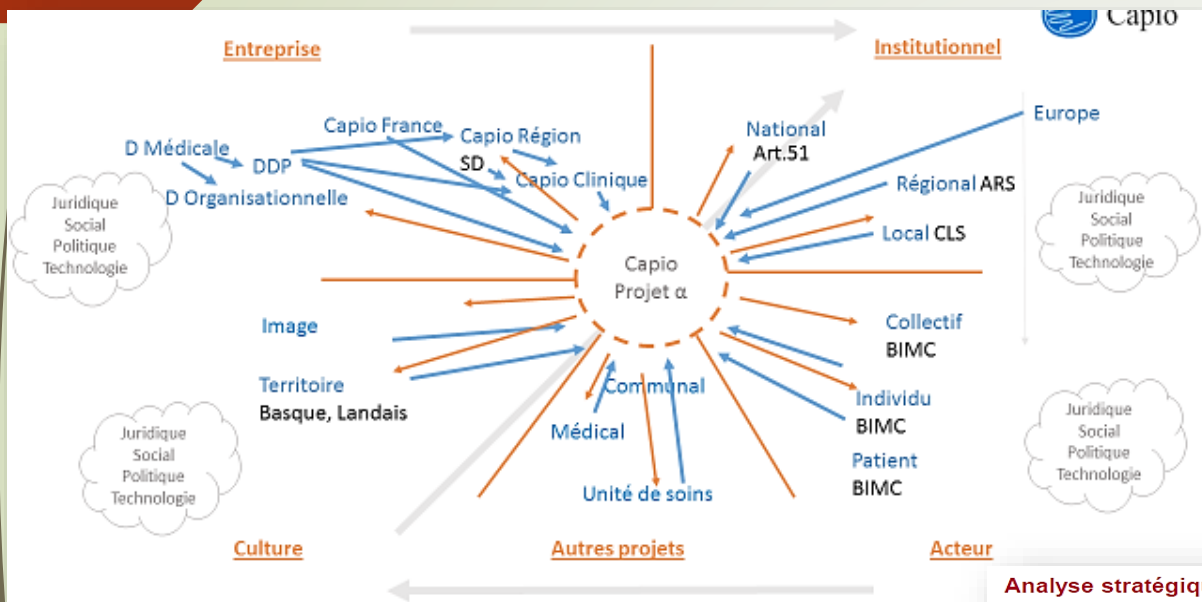 Capio
Entreprise
Institutionnel
Capio France
Capio Région
National
Art.51
Europe
D Médicale
DDP
SD
Capio Clinique
D Organisationnelle
Régional ARS
Local CLS
Juridique
Social
Politique
Technologie
Juridique
Social
Politique
Technologie
Capio
Projet α
Image
Territoire
Basque, Landais
Collectif
BIMC
Communal
Individu
BIMC
Médical
Patient
BIMC
Unité de soins
Juridique
Social
Politique
Technologie
Juridique
Social
Politique
Technologie
Culture
Autres projets
Acteur
Analyse stratégiq